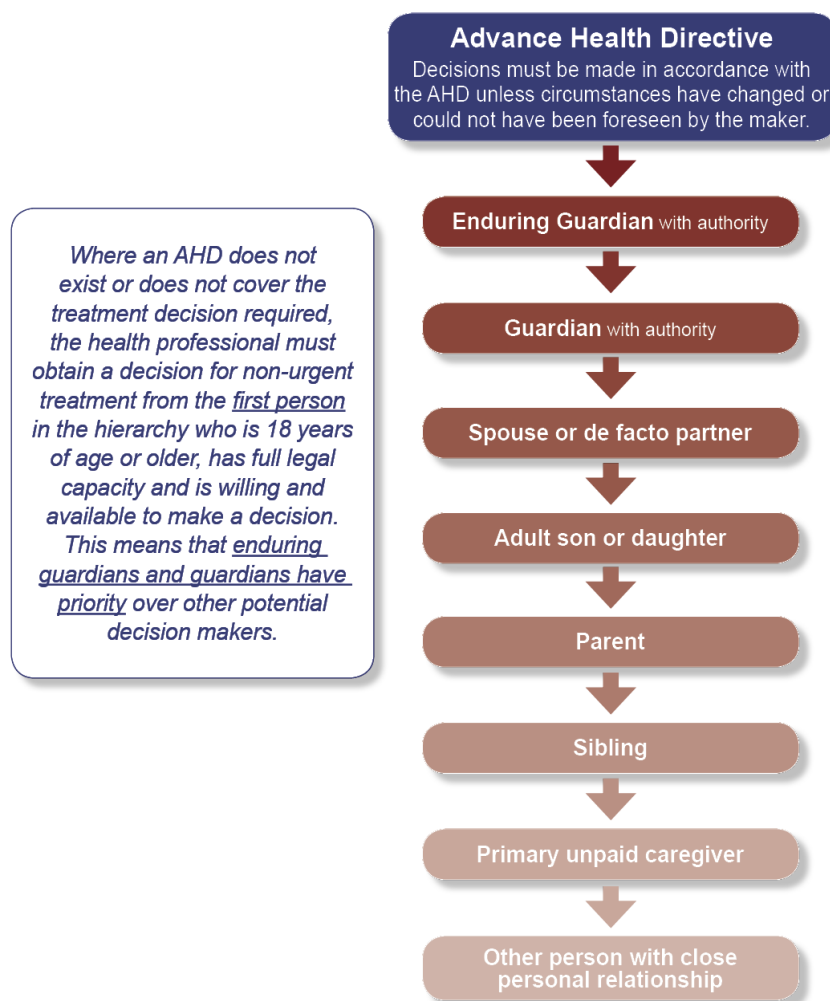 Advance Health Directive
Decisions must be made in accordance with
the AHD unless circumstances have changed or
could not have been foreseen by the maker.
Where an AHD does not
exist or does not cover the
treatment decision required,
the health professional must
obtain a decision for non-urgent
treatment from the first person
in the hierarchy who is 18 years
of age or older, has full legal
capacity and is willing and
available to make a decision.
This means that enduring
guardians and guardians have
priority over other potential
decision makers.
Enduring Guardian with authority
Guardian with authority
Spouse or de facto partner
Adult son or daughter
Parent
Sibling
Primary unpaid caregiver
Other person with close
personal relationship